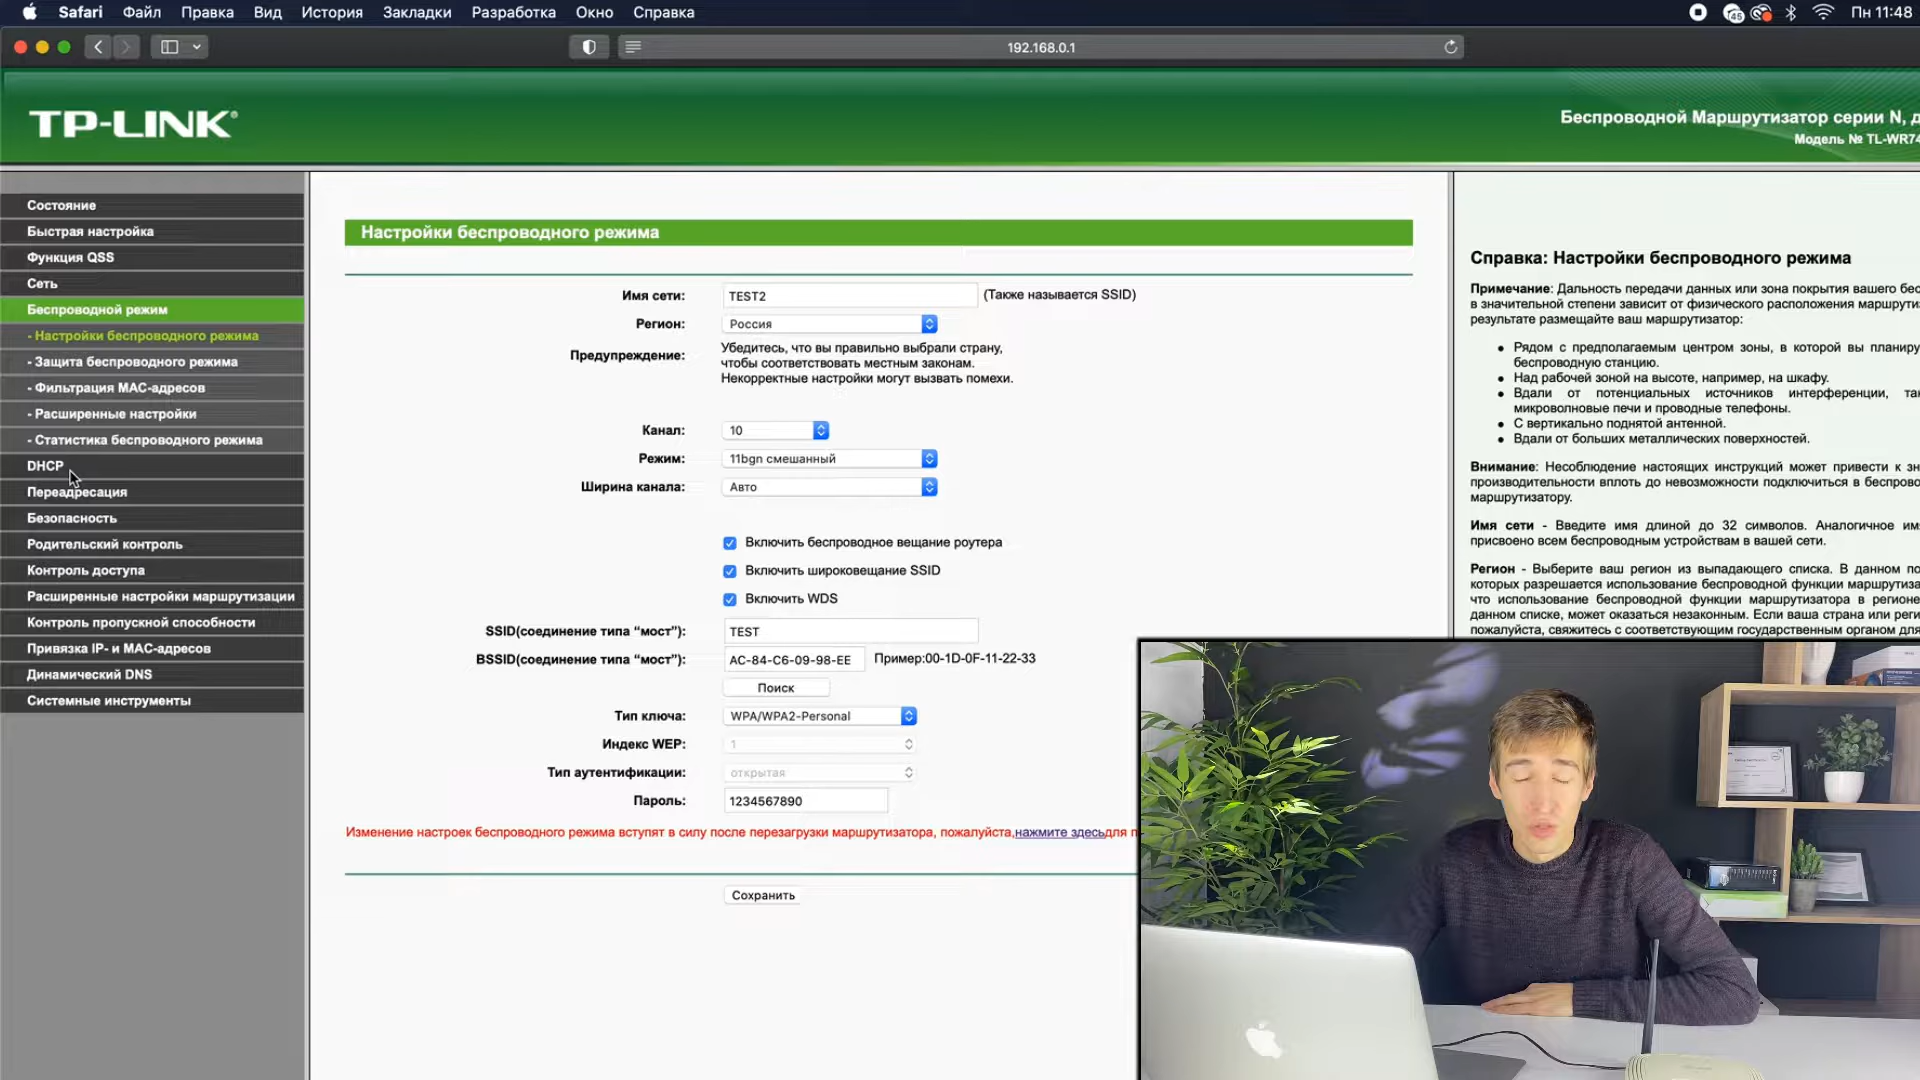 Safari Файл Правка Вид История Закладки Разработка Окно Справка
45
Пн 11:48
192.168.0.1
TP-LINK®
Беспроводной Маршрутизатор серии N, д
Модель № TL-WR74
Состояние
Быстрая настройка
Функция QSS
Сеть
Беспроводной режим
- Настройки беспроводного режима
- Защита беспроводного режима
- Фильтрация MAC-адресов
- Расширенные настройки
- Статистика беспроводного режима
DHCP
Переадресация
Безопасность
Родительский контроль
Контроль доступа
Расширенные настройки маршрутизации
Контроль пропускной способности
Привязка IP- и MAC-адресов
Динамический DNS
Системные инструменты
Настройки беспроводного режима
Имя сети: TEST2 (Также называется SSID)
Регион: Россия
Предупреждение: Убедитесь, что вы правильно выбрали страну,
чтобы соответствовать местным законам.
Некорректные настройки могут вызвать помехи.
Канал: 10
Режим: 11bgn смешанный
Ширина канала: Авто
Включить беспроводное вещание роутера
Включить широковещание SSID
Включить WDS
SSID(соединение типа “мост”): TEST
BSSID(соединение типа “мост”): AC-84-C6-09-98-EE Пример:00-1D-0F-11-22-33
Поиск
Тип ключа: WPA/WPA2-Personal
Индекс WEP: 1
Тип аутентификации: открытая
Пароль: 1234567890
Изменение настроек беспроводного режима вступят в силу после перезагрузки маршрутизатора, пожалуйста,нажмите здесьдля п
Сохранить
Справка: Настройки беспроводного режима
Примечание: Дальность передачи данных или зона покрытия вашего бес
в значительной степени зависит от физического расположения маршрути
результате размещайте ваш маршрутизатор:
• Рядом с предполагаемым центром зоны, в которой вы планиру
беспроводную станцию.
• Над рабочей зоной на высоте, например, на шкафу.
• Вдали от потенциальных источников интерференции, так
микроволновые печи и проводные телефоны.
• С вертикально поднятой антенной.
• Вдали от больших металлических поверхностей.
Внимание: Несоблюдение настоящих инструкций может привести к зн
производительности вплоть до невозможности подключиться в беспрово
маршрутизатору.
Имя сети - Введите имя длиной до 32 символов. Аналогичное им
присвоено всем беспроводным устройствам в вашей сети.
Регион - Выберите ваш регион из выпадающего списка. В данном по
которых разрешается использование беспроводной функции маршрутиза
что использование беспроводной функции маршрутизатора в регионе
данном списке, может оказаться незаконным. Если ваша страна или реги
пожалуйста, свяжитесь с соответствующим государственным органом для